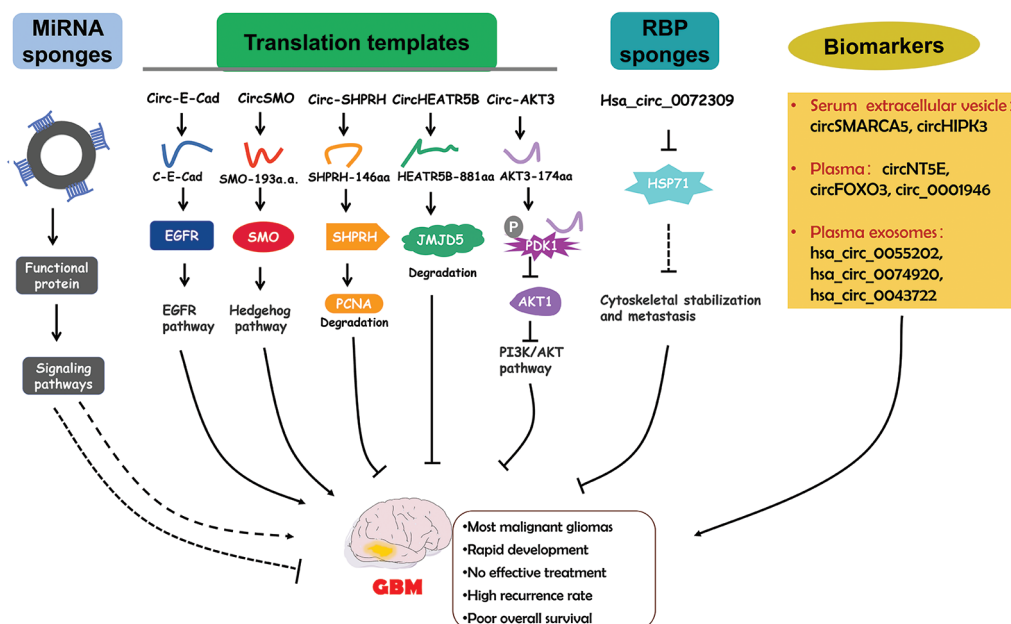 MiRNA
sponges
Translation templates
RBP
sponges
Biomarkers
Circ-E-Cad
CircSMO
Circ-SHPRH
CircHEATR5B
Circ-AKT3
Hsa_circ_0072309
C-E-Cad
SMO-193a.a.
SHPRH-146aa
HEATR5B-881aa
AKT3-174aa
HSP71
• Serum extracellular vesicle:
circSMARCA5, circHIPK3
• Plasma: circNT5E,
circFOXO3, circ_0001946
• Plasma exosomes:
hsa_circ_0055202,
hsa_circ_0074920,
hsa_circ_0043722
EGFR
SMO
SHPRH
JMJD5
P
PDK1
Functional
protein
Degradation
PCNA
Degradation
AKT1
EGFR
pathway
Hedgehog
pathway
Cytoskeletal stabilization
and metastasis
PI3K/AKT
pathway
Signaling
pathways
GBM
•Most malignant gliomas
•Rapid development
•No effective treatment
•High recurrence rate
•Poor overall survival